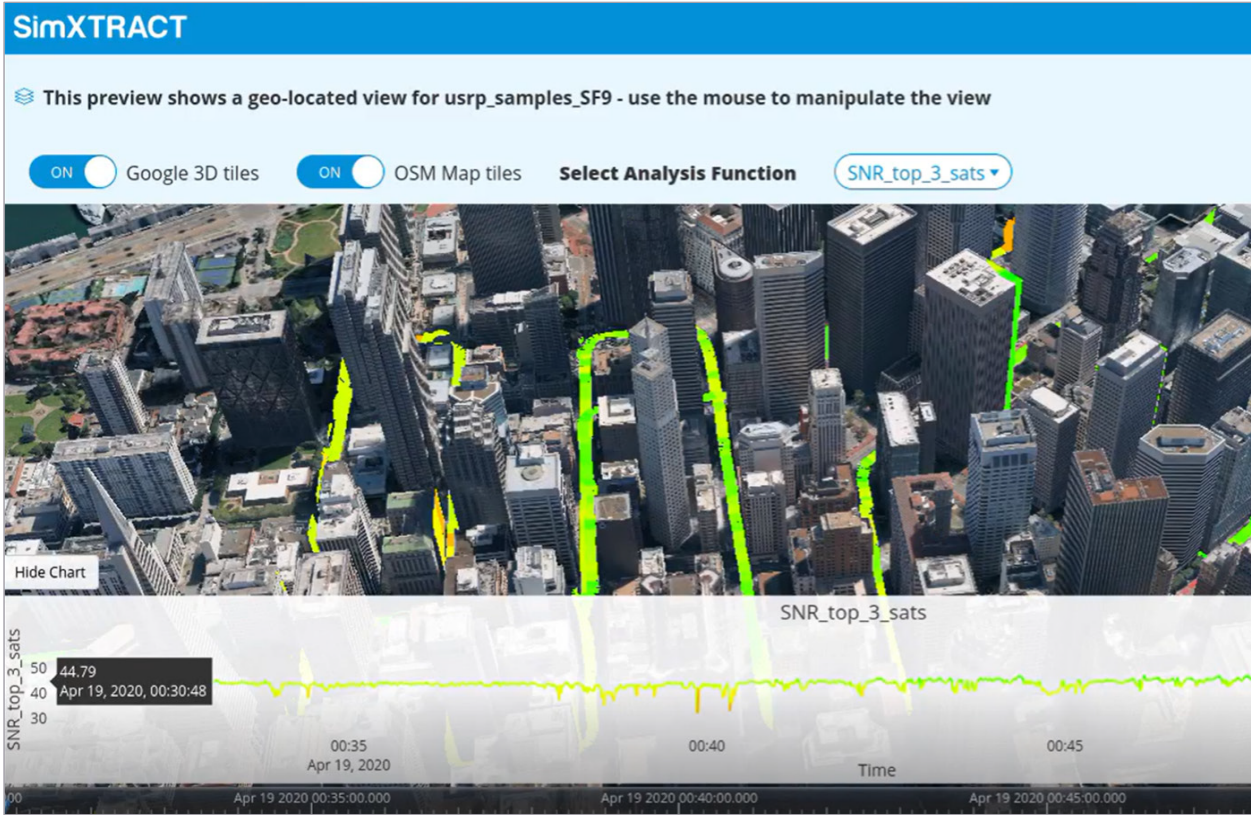 SimXTRACT
This preview shows a geo-located view for usrp_samples_SF9 - use the mouse to manipulate the view
ON Google 3D tiles ON OSM Map tiles Select Analysis Function SNR_top_3_sats
Hide Chart
SNR_top_3_sats
SNR_top_3_sats
50
40
30
44.79
Apr 19, 2020, 00:30:48
00:35 00:40 00:45
Apr 19, 2020
Time
00 Apr 19 2020 00:35:00.000 Apr 19 2020 00:40:00.000 Apr 19 2020 00:45:00.000